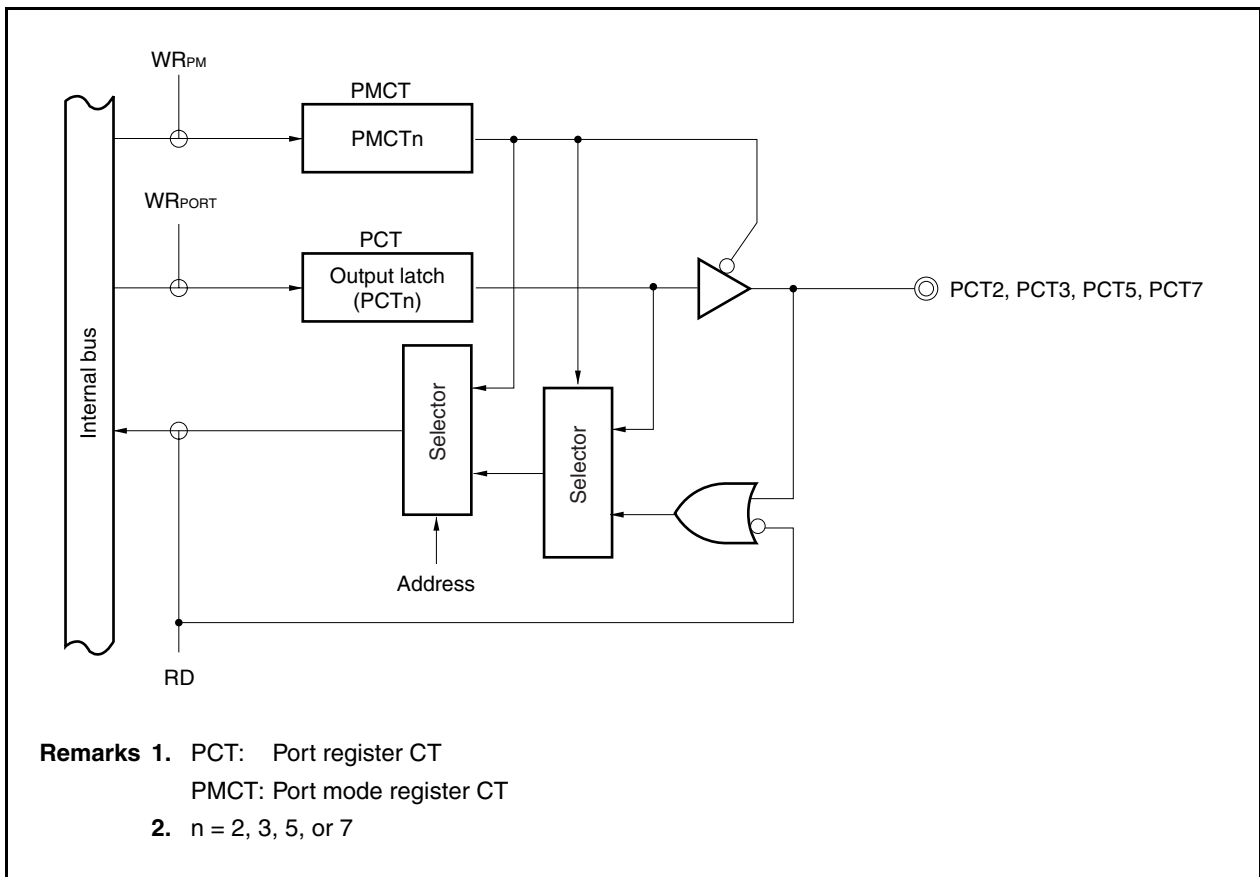 WRPM
PMCT
PMCTn
WRPORT
PCT
Output latch
(PCTn)
PCT2, PCT3, PCT5, PCT7
Internal bus
Selector
Selector
Address
RD
Remarks 1. PCT: Port register CT
PMCT: Port mode register CT
2. n = 2, 3, 5, or 7